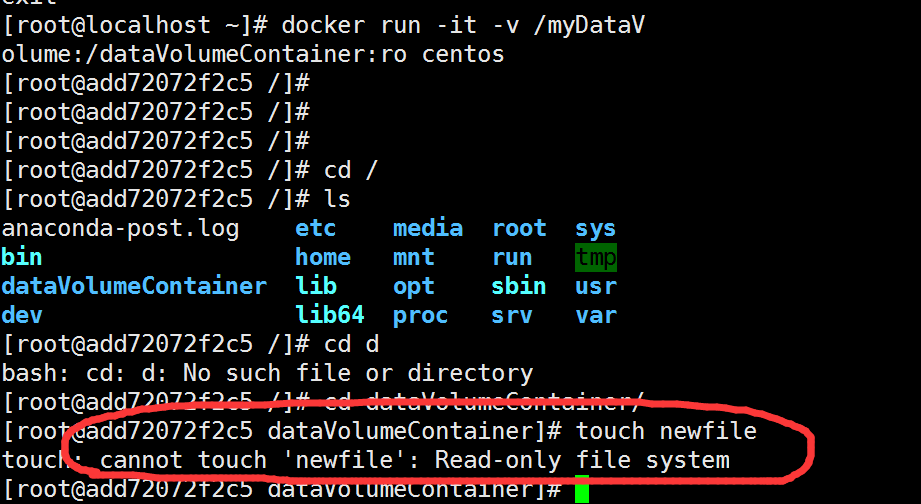 exit
[root@localhost ~]# docker run -it -v /myDataV
olume:/dataVolumeContainer:ro centos
[root@add72072f2c5 /]#
[root@add72072f2c5 /]#
[root@add72072f2c5 /]#
[root@add72072f2c5 /]# cd /
[root@add72072f2c5 /]# ls
anaconda-post.log etc media root sys
bin home mnt run tmp
dataVolumeContainer lib opt sbin usr
dev lib64 proc srv var
[root@add72072f2c5 /]# cd d
bash: cd: d: No such file or directory
[root@add72072f2c5 /]# cd dataVolumeContainer/
[root@add72072f2c5 dataVolumeContainer]# touch newfile
touch: cannot touch 'newfile': Read-only file system
[root@add72072f2c5 dataVolumeContainer]#